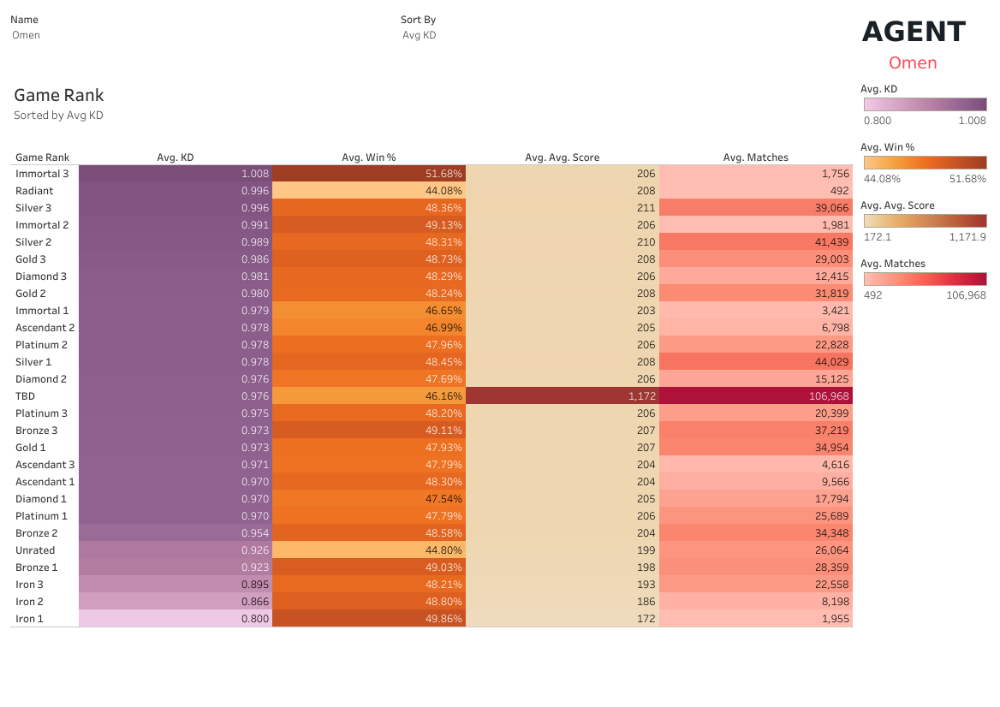 Name
Omen
Sort By
Avg KD
AGENT
Omen
Game Rank
Sorted by Avg KD
Game Rank Avg. KD Avg. Win % Avg. Avg. Score Avg. Matches
Immortal 3 1.008 51.68% 206 1,756
Radiant 0.996 44.08% 208 492
Silver 3 0.996 48.36% 211 39,066
Immortal 2 0.991 49.13% 206 1,981
Silver 2 0.989 48.31% 210 41,439
Gold 3 0.986 48.73% 208 29,003
Diamond 3 0.981 48.29% 206 12,415
Gold 2 0.980 48.24% 208 31,819
Immortal 1 0.979 46.65% 203 3,421
Ascendant 2 0.978 46.99% 205 6,798
Platinum 2 0.978 47.96% 206 22,828
Silver 1 0.978 48.45% 208 44,029
Diamond 2 0.976 47.69% 206 15,125
TBD 0.976 46.16% 1,172 106,968
Platinum 3 0.975 48.20% 206 20,399
Bronze 3 0.973 49.11% 207 37,219
Gold 1 0.973 47.93% 207 34,954
Ascendant 3 0.971 47.79% 204 4,616
Ascendant 1 0.970 48.30% 204 9,566
Diamond 1 0.970 47.54% 205 17,794
Platinum 1 0.970 47.79% 206 25,689
Bronze 2 0.954 48.58% 204 34,348
Unrated 0.926 44.80% 199 26,064
Bronze 1 0.923 49.03% 198 28,359
Iron 3 0.895 48.21% 193 22,558
Iron 2 0.866 48.80% 186 8,198
Iron 1 0.800 49.86% 172 1,955
Avg. KD
0.800 1.008
Avg. Win %
44.08% 51.68%
Avg. Avg. Score
172.1 1,171.9
Avg. Matches
492 106,968